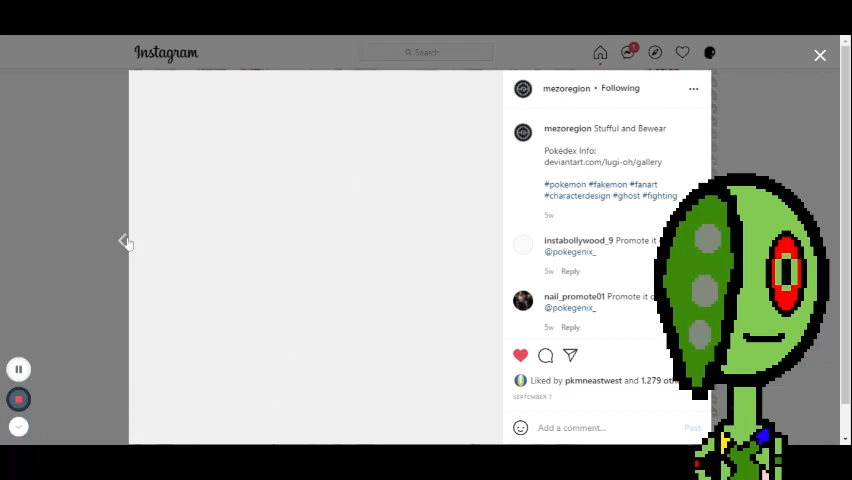 Instagram
Search
1
mezoregion • Following
mezoregion Stufful and Bewear
Pokédex Info:
deviantart.com/lugi-oh/gallery
#pokemon #fakemon #fanart
#characterdesign #ghost #fighting
5w
instabollywood_9 Promote it
@pokegenix_
5w Reply
nail_promote01 Promote it
@pokegenix_
5w Reply
Liked by pkmneastwest and 1,279
SEPTEMBER 7
Add a comment... Post